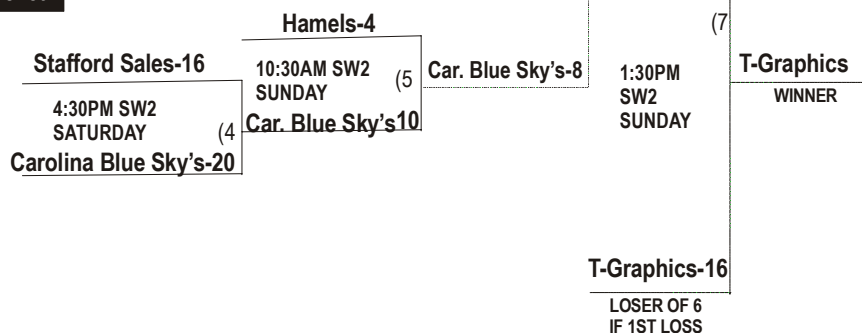 Hamels-4
(7
Stafford Sales-16
10:30AM SW2
SUNDAY
(5
Car. Blue Sky's-8
1:30PM
SW2
SUNDAY
T-Graphics
WINNER
4:30PM SW2
SATURDAY
(4
Car. Blue Sky's10
Carolina Blue Sky's-20
T-Graphics-16
LOSER OF 6
IF 1ST LOSS